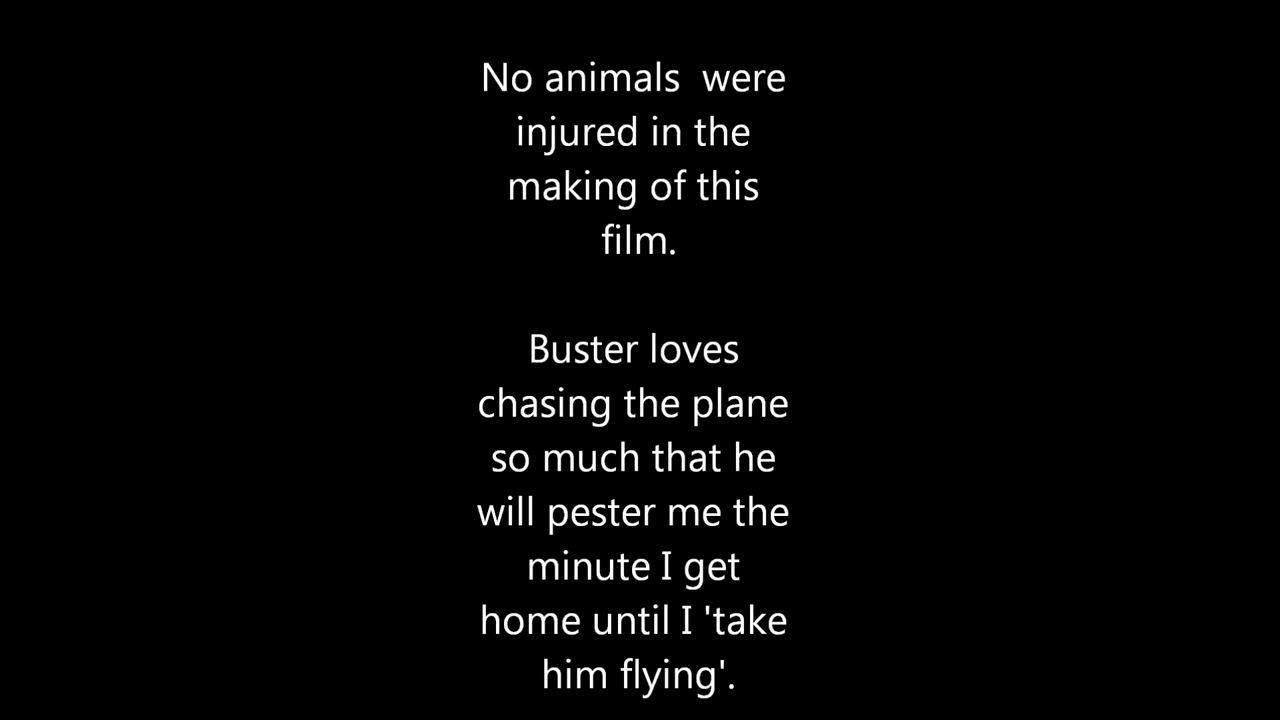 No animals  were
injured in the
making of this
film.
Buster loves
chasing the plane
so much that he
will pester me the
minute I get
home until I 'take
him flying'.